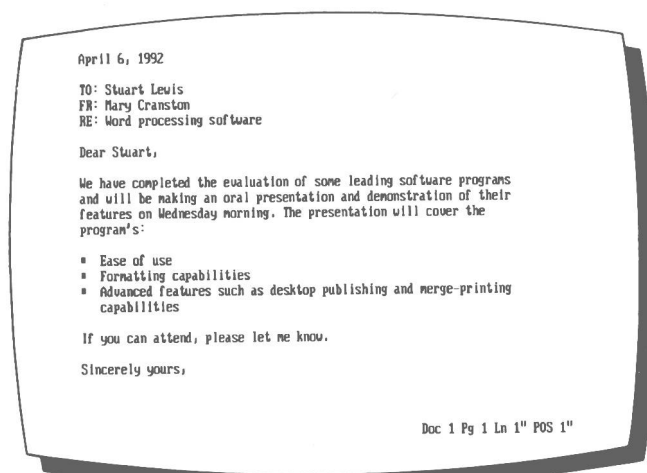 April 6, 1992
TO: Stuart Lewis
FR: Mary Cranston
RE: Word processing software
Dear Stuart,
We have completed the evaluation of some leading software programs
and will be making an oral presentation and demonstration of their
features on Wednesday morning. The presentation will cover the
program's:
▪ Ease of use
▪ Formatting capabilities
▪ Advanced features such as desktop publishing and merge-printing
capabilities
If you can attend, please let me know.
Sincerely yours,
Doc 1 Pg 1 Ln 1" POS 1"